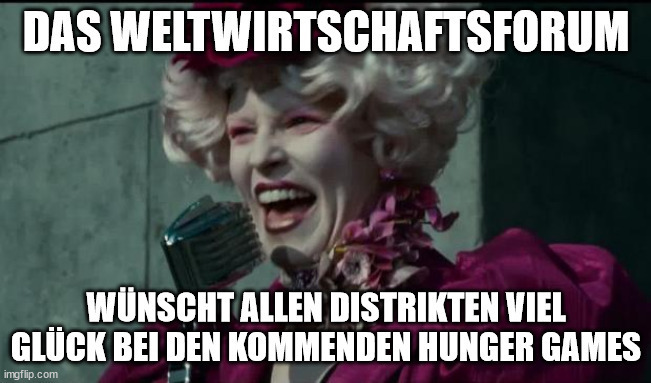 DAS WELTWIRTSCHAFTSFORUM
WÜNSCHT ALLEN DISTRIKTEN VIEL
GLÜCK BEI DEN KOMMENDEN HUNGER GAMES
imgflip.com